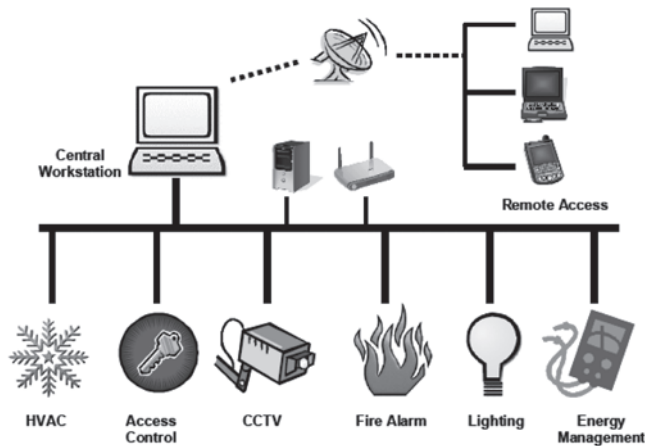 Central
Workstation
Remote Access
HVAC
Access
Control
CCTV
Fire Alarm
Lighting
Energy
Management